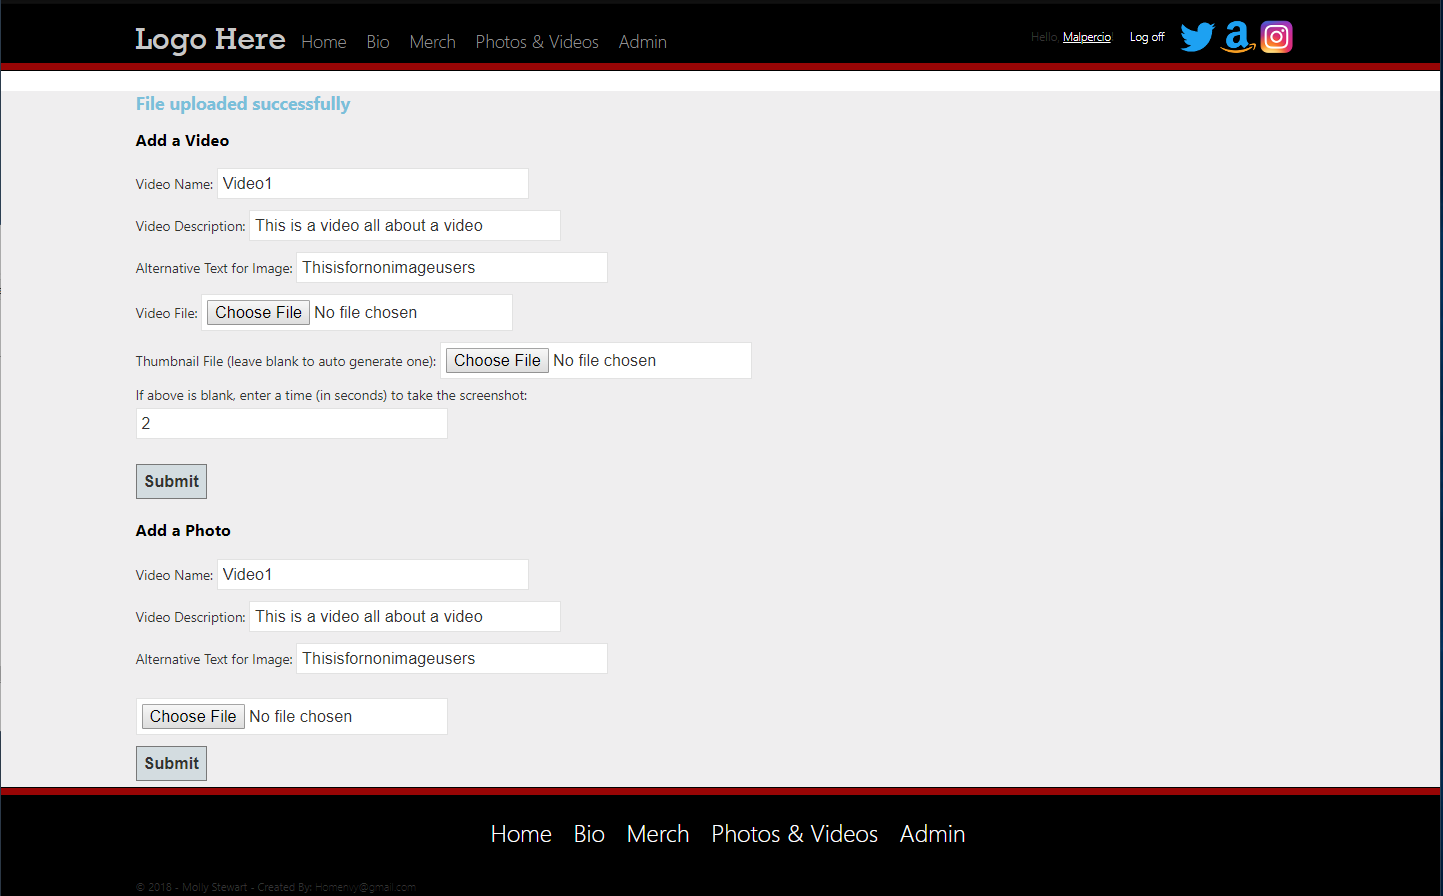 Logo Here Home Bio Merch Photos & Videos Admin Hello, Malpercio! Log off
File uploaded successfully
Add a Video
Video Name: Video1
Video Description: This is a video all about a video
Alternative Text for Image: Thisisfornonimageusers
Video File: Choose File No file chosen
Thumbnail File (leave blank to auto generate one): Choose File No file chosen
If above is blank, enter a time (in seconds) to take the screenshot:
2
Submit
Add a Photo
Video Name: Video1
Video Description: This is a video all about a video
Alternative Text for Image: Thisisfornonimageusers
Choose File No file chosen
Submit
Home Bio Merch Photos & Videos Admin
© 2018 - Molly Stewart - Created By: Homenvy@gmail.com